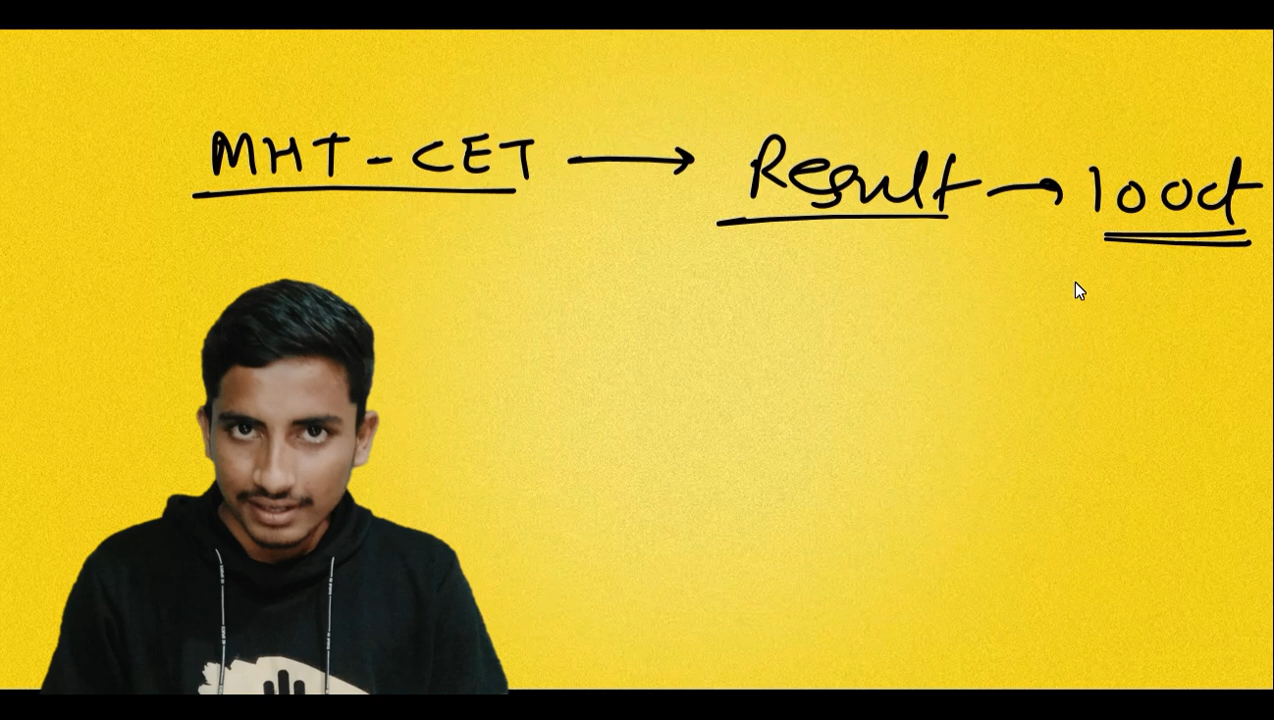 MHT - CET → Result → 10 Oct